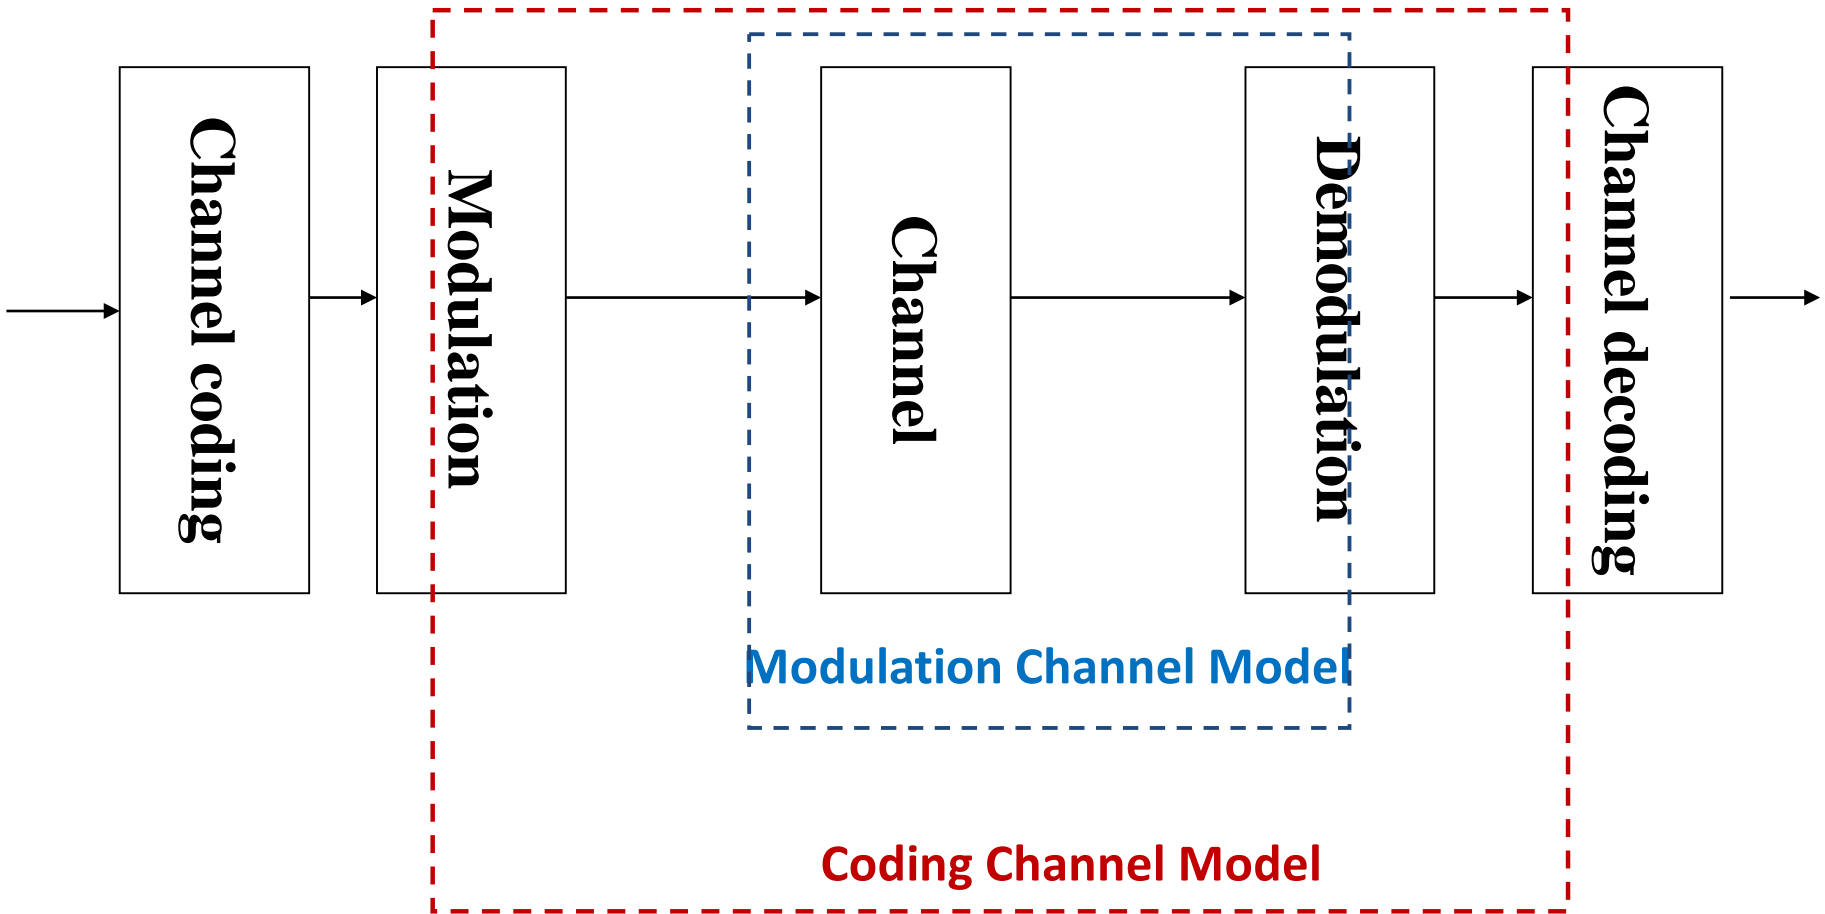 Channel coding
Modulation
Channel
Demodulation
Channel decoding
Modulation Channel Model
Coding Channel Model